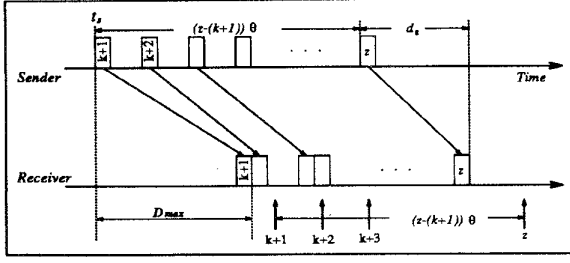 t_s
(z-(k+1)) θ
d_z
k+1
k+2
. . .
z
Sender
Time
k+1
. . .
z
Receiver
D_max
(z-(k+1)) θ
k+1
k+2
k+3
z